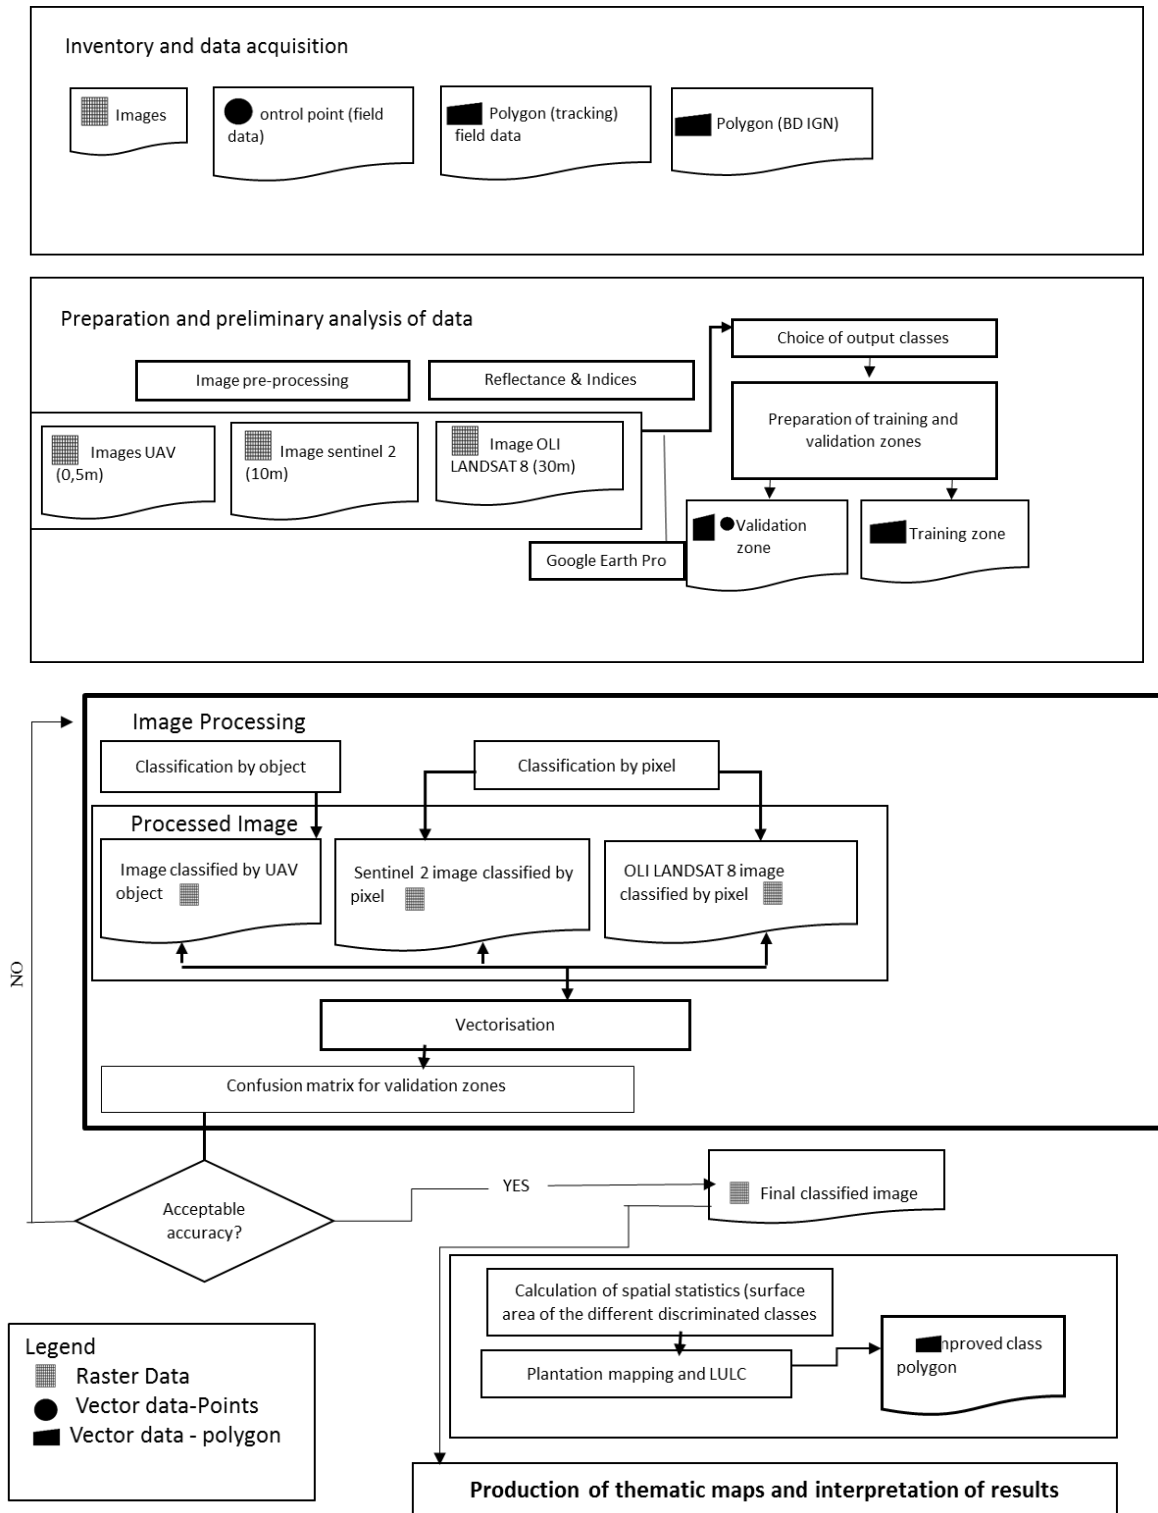 Inventory and data acquisition
Images
ontrol point (field
data)
Polygon (tracking)
field data
Polygon (BD IGN)
Preparation and preliminary analysis of data
Choice of output classes
Image pre-processing
Reflectance & Indices
Preparation of training and
validation zones
Images UAV
(0,5m)
Image sentinel 2
(10m)
Image OLI
LANDSAT 8 (30m)
Validation
zone
Training zone
Google Earth Pro
Image Processing
Classification by object
Classification by pixel
Processed Image
Image classified by UAV
object
Sentinel 2 image classified by
pixel
OLI LANDSAT 8 image
classified by pixel
NO
Vectorisation
Confusion matrix for validation zones
Acceptable
accuracy?
YES
Final classified image
Calculation of spatial statistics (surface
area of the different discriminated classes
Plantation mapping and LULC
nproved class
polygon
Legend
Raster Data
Vector data-Points
Vector data - polygon
Production of thematic maps and interpretation of results